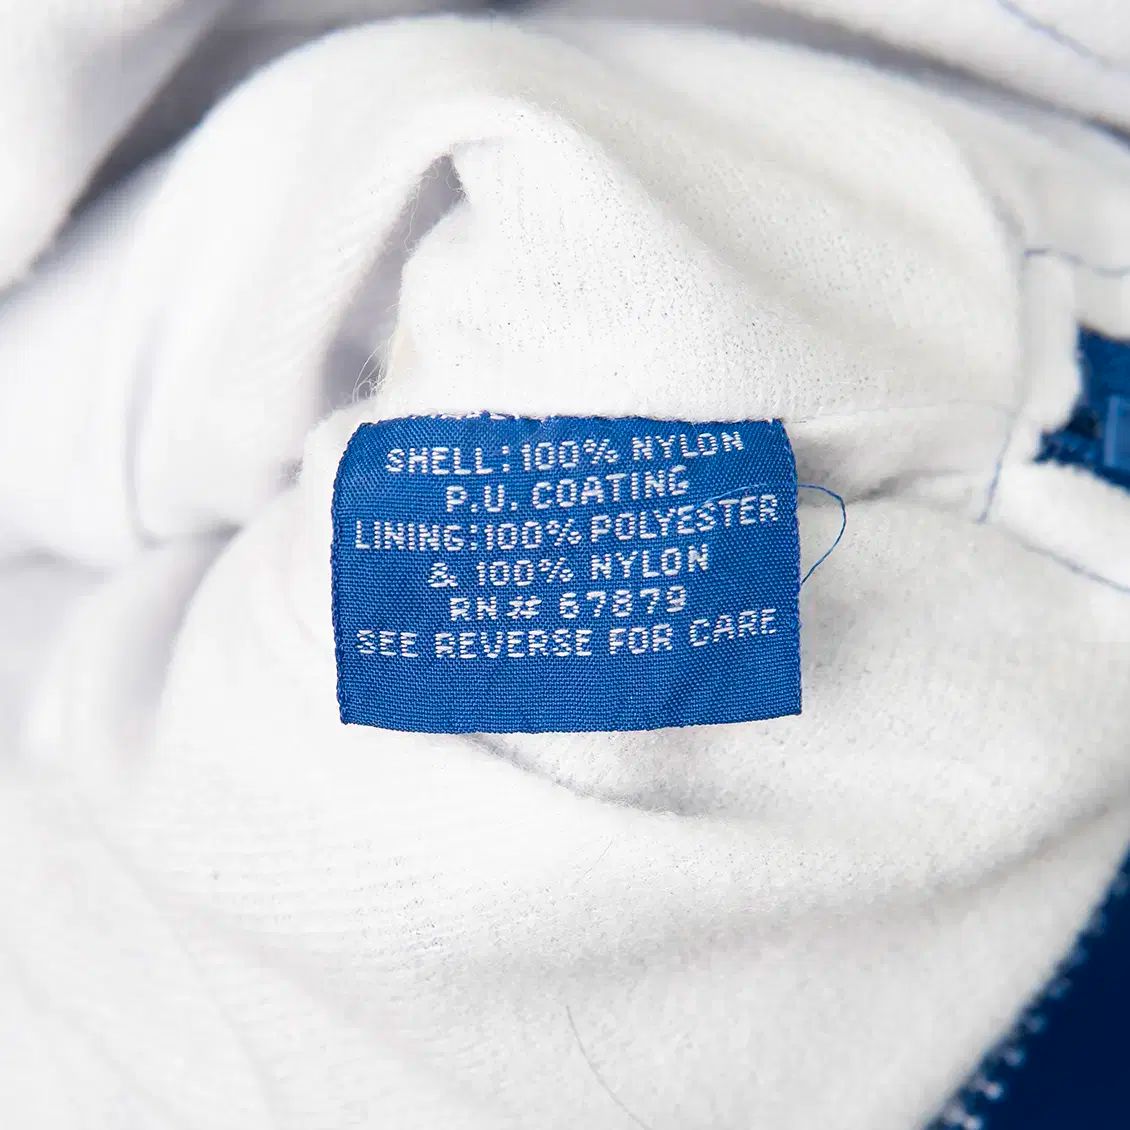 SHELL: 100% NYLON
P.U. COATING
LINING: 100% POLYESTER
& 100% NYLON
RN# 67879
SEE REVERSE FOR CARE